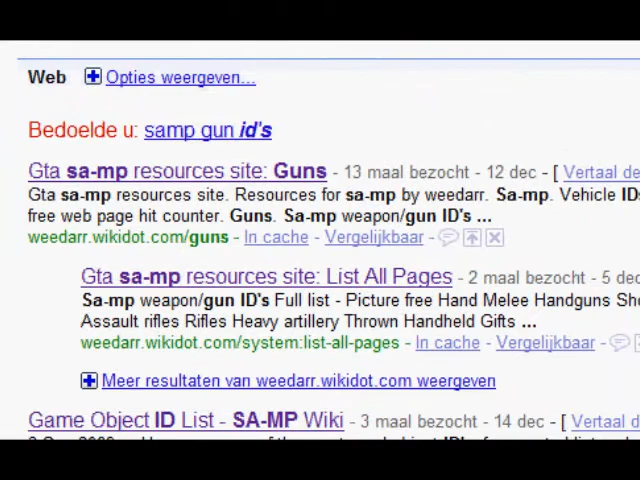 Web Opties weergeven...
Bedoelde u: samp gun id's
Gta sa-mp resources site: Guns - 13 maal bezocht - 12 dec - [ Vertaal de
Gta sa-mp resources site. Resources for sa-mp by weedarr. Sa-mp. Vehicle IDs
free web page hit counter. Guns. Sa-mp weapon/gun ID's ...
weedarr.wikidot.com/guns - In cache - Vergelijkbaar -
Gta sa-mp resources site: List All Pages - 2 maal bezocht - 5 dec
Sa-mp weapon/gun ID's Full list - Picture free Hand Melee Handguns Sho
Assault rifles Rifles Heavy artillery Thrown Handheld Gifts ...
weedarr.wikidot.com/system:list-all-pages - In cache - Vergelijkbaar -
Meer resultaten van weedarr.wikidot.com weergeven
Game Object ID List - SA-MP Wiki - 3 maal bezocht - 14 dec - [ Vertaal d